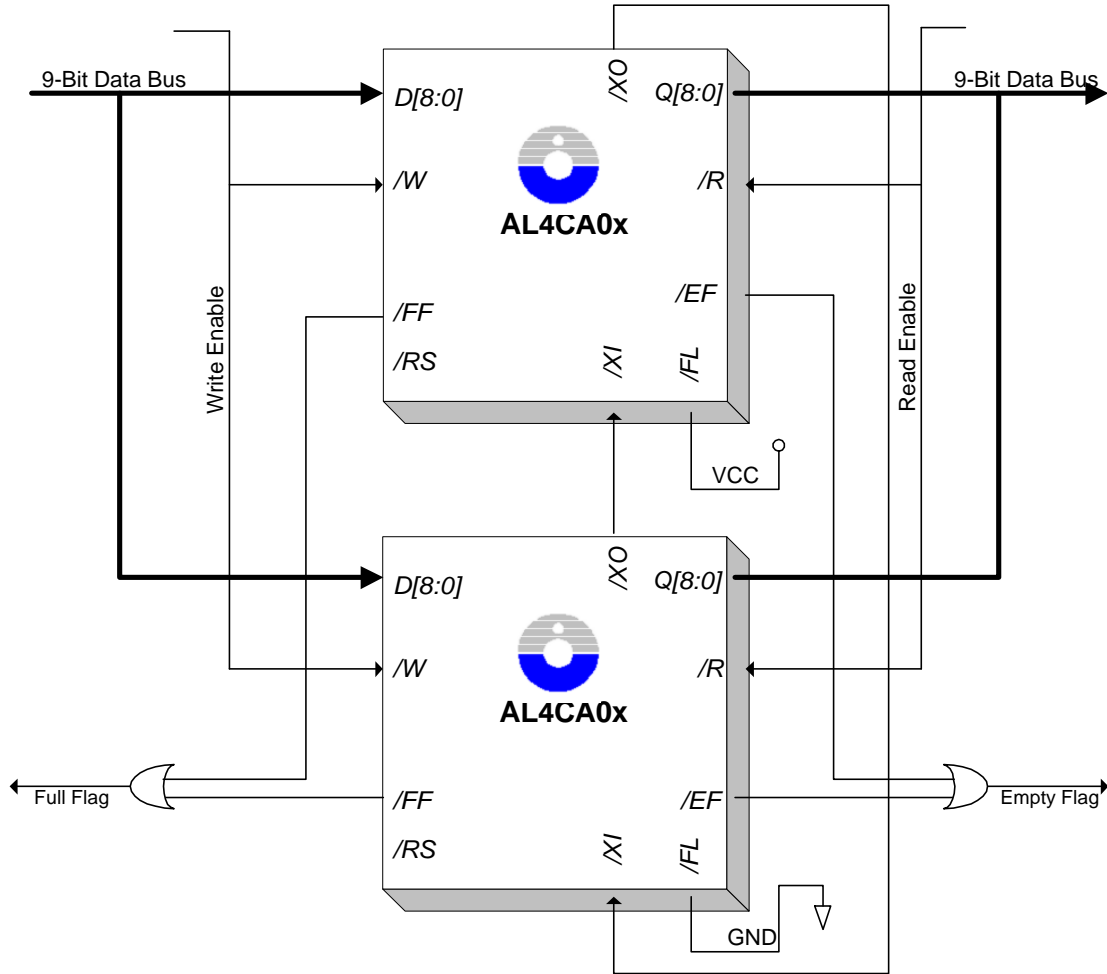 9-Bit Data Bus
D[8:0]
/XO
Q[8:0]
9-Bit Data Bus
/W
/R
AL4CA0x
/FF
/EF
/RS
/XI
/FL
Write Enable
Read Enable
VCC
D[8:0]
/XO
Q[8:0]
/W
/R
AL4CA0x
Full Flag
/FF
/EF
Empty Flag
/RS
/XI
/FL
GND